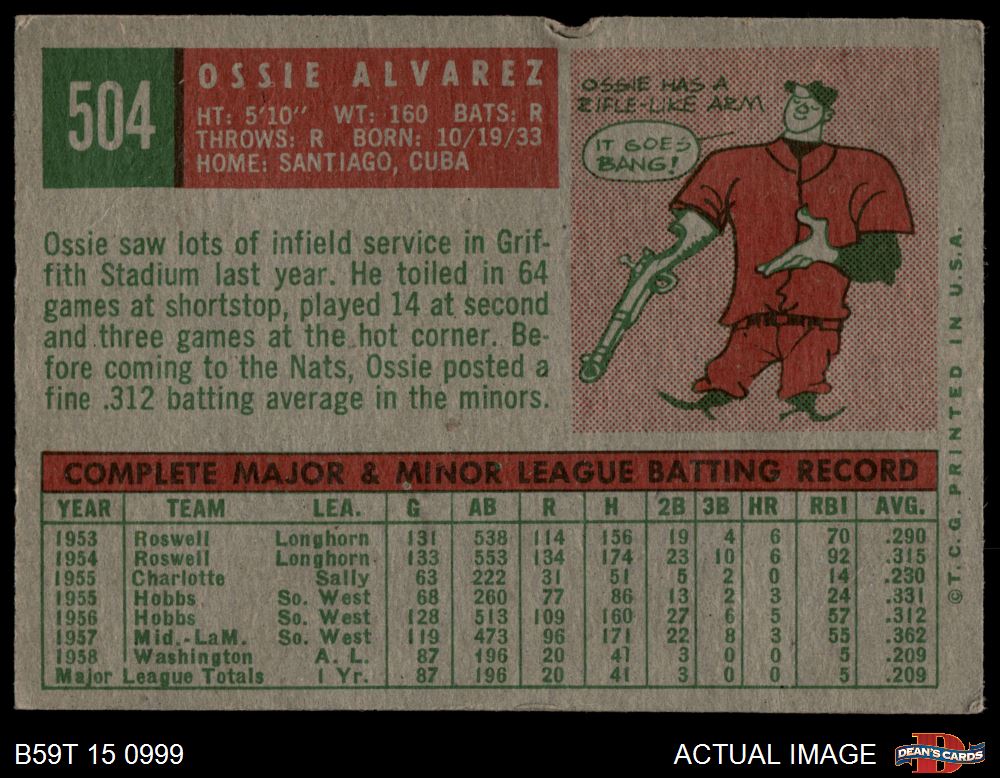 504
OSSIE ALVAREZ
HT: 5'10" WT: 160 BATS: R
THROWS: R BORN: 10/19/33
HOME: SANTIAGO, CUBA
OSSIE HAS A
RIFLE-LIKE ARM
IT GOES
BANG!
Ossie saw lots of infield service in Grif-
fith Stadium last year. He toiled in 64
games at shortstop, played 14 at second
and three games at the hot corner. Be-
fore coming to the Nats, Ossie posted a
fine .312 batting average in the minors.
COMPLETE MAJOR & MINOR LEAGUE BATTING RECORD
YEAR TEAM LEA. G AB R H 2B 3B HR RBI AVG.
1953 Roswell Longhorn 131 538 114 156 19 4 6 70 .290
1954 Roswell Longhorn 133 553 134 174 23 10 6 92 .315
1955 Charlotte Sally 63 222 31 51 5 2 0 14 .230
1955 Hobbs So. West 68 260 77 86 13 2 3 24 .331
1956 Hobbs So. West 128 513 109 160 27 6 5 57 .312
1957 Mid.-LaM. So. West 119 473 96 171 22 8 3 55 .362
1958 Washington A. L. 87 196 20 41 3 0 0 5 .209
Major League Totals 1 Yr. 87 196 20 41 3 0 0 5 .209
©T.C.G. PRINTED IN U.S.A.
B59T 15 0999
ACTUAL IMAGE
DEAN'S CARDS